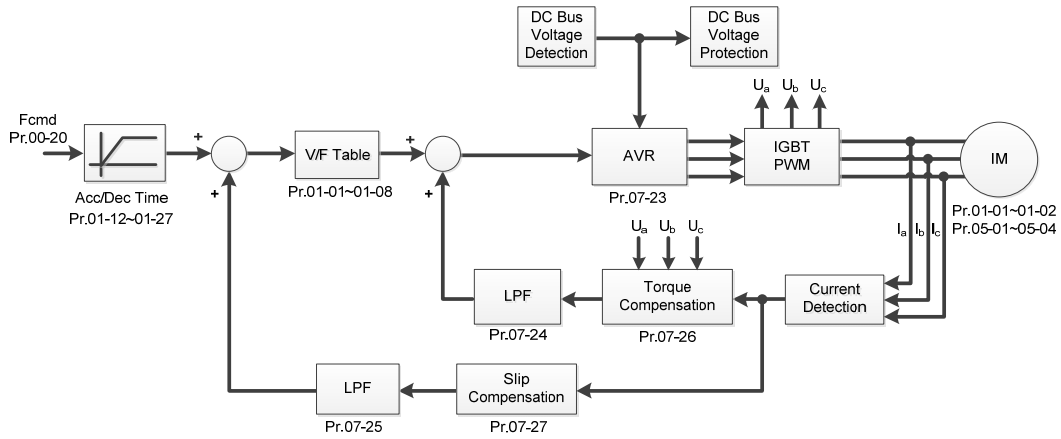 DC Bus
Voltage
Detection
DC Bus
Voltage
Protection
Ua
Ub
Uc
Fcmd
Pr.00-20
Acc/Dec Time
Pr.01-12~01-27
+
+
V/F Table
Pr.01-01~01-08
+
+
AVR
Pr.07-23
IGBT
PWM
IM
Pr.01-01~01-02
Pr.05-01~05-04
Ia
Ib
Ic
Ua
Ub
Uc
LPF
Pr.07-24
Torque
Compensation
Pr.07-26
Current
Detection
LPF
Pr.07-25
Slip
Compensation
Pr.07-27